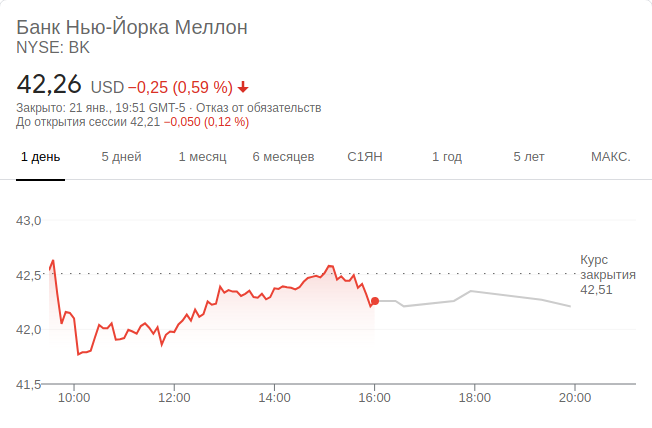 Банк Нью-Йорка Меллон
NYSE: BK
42,26 USD −0,25 (0,59 %)
Закрыто: 21 янв., 19:51 GMT-5 · Отказ от обязательств
До открытия сессии 42,21 −0,050 (0,12 %)
1 день 5 дней 1 месяц 6 месяцев С1ЯН 1 год 5 лет МАКС.
43,0
Курс
закрытия
42,51
42,5
42,0
41,5
10:00 12:00 14:00 16:00 18:00 20:00